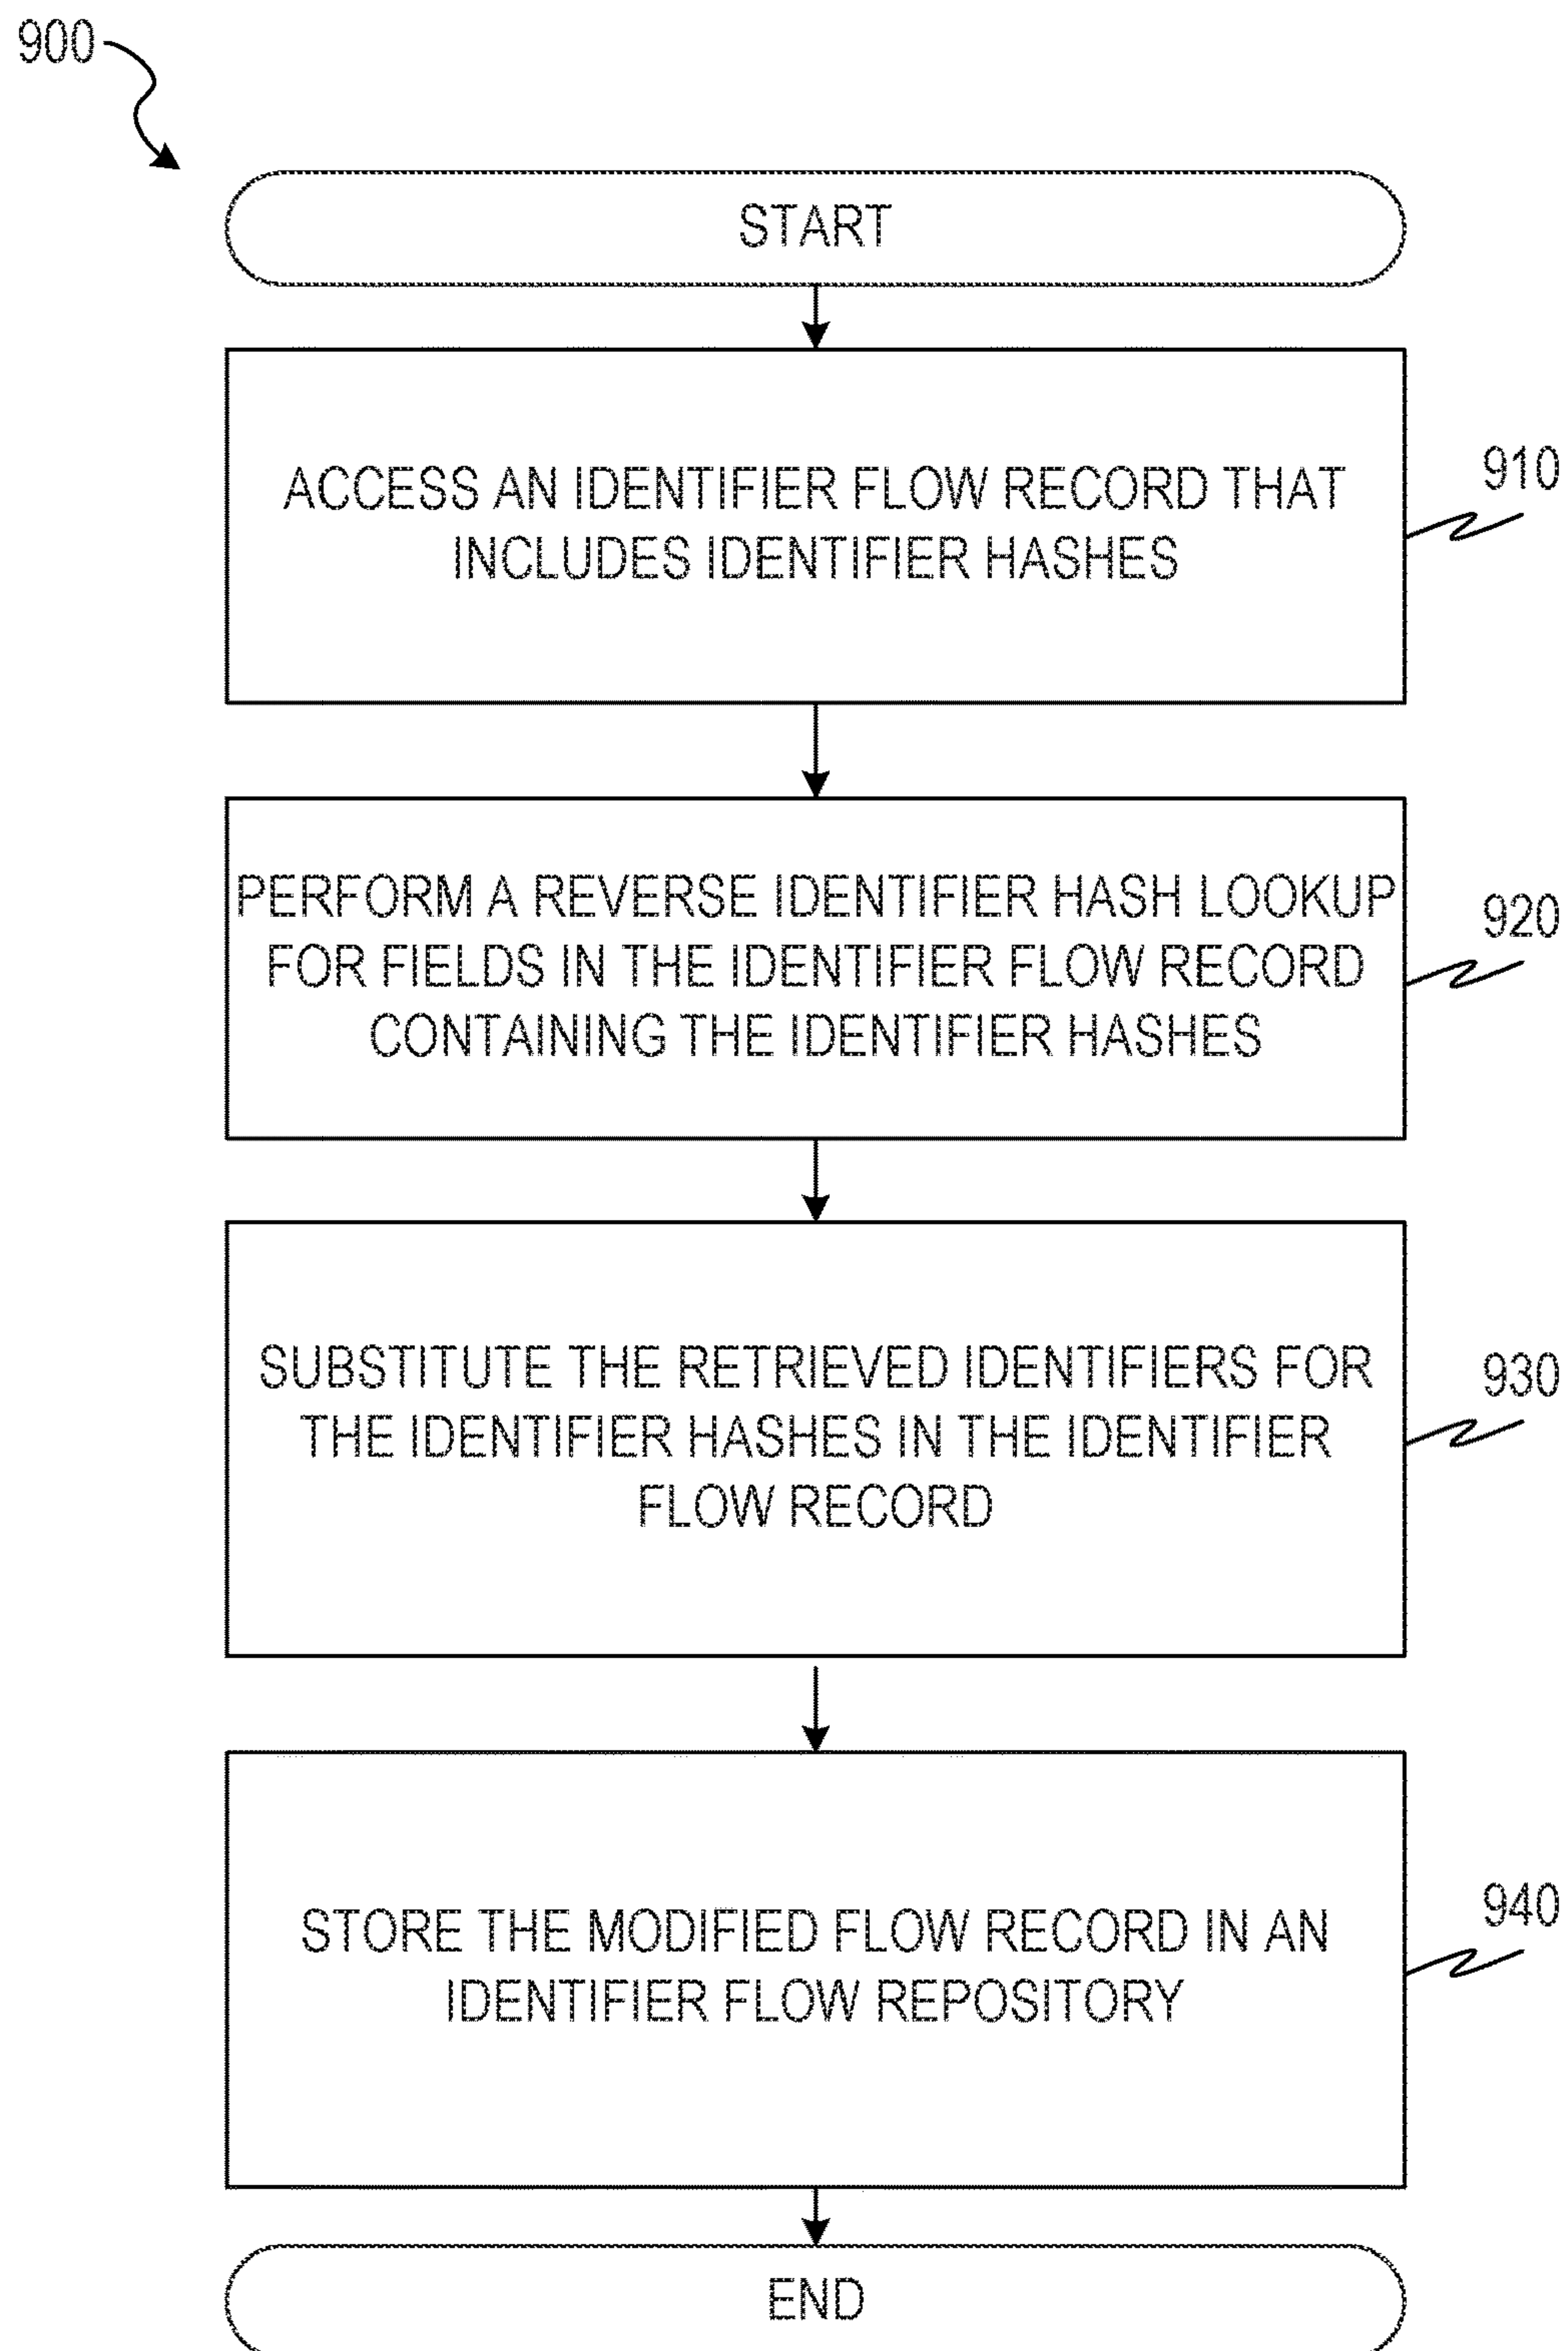 900
START
ACCESS AN IDENTIFIER FLOW RECORD THAT
INCLUDES IDENTIFIER HASHES
910
PERFORM A REVERSE IDENTIFIER HASH LOOKUP
FOR FIELDS IN THE IDENTIFIER FLOW RECORD
CONTAINING THE IDENTIFIER HASHES
920
SUBSTITUTE THE RETRIEVED IDENTIFIERS FOR
THE IDENTIFIER HASHES IN THE IDENTIFIER
FLOW RECORD
930
STORE THE MODIFIED FLOW RECORD IN AN
IDENTIFIER FLOW REPOSITORY
940
END